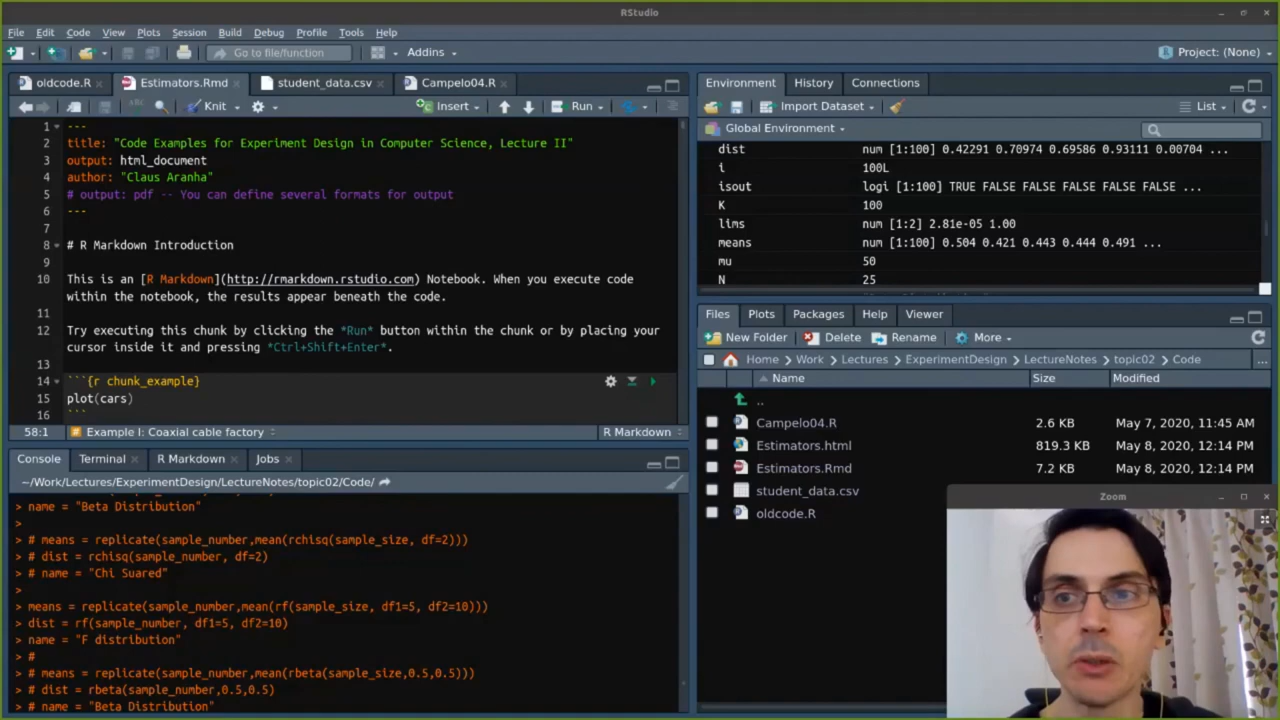 RStudio
File Edit Code View Plots Session Build Debug Profile Tools Help
Go to file/function Addins Project: (None)
oldcode.R Estimators.Rmd student_data.csv Campelo04.R
Knit Insert Run
1 ---
2 title: "Code Examples for Experiment Design in Computer Science, Lecture II"
3 output: html_document
4 author: "Claus Aranha"
5 # output: pdf -- You can define several formats for output
6 ---
7
8 # R Markdown Introduction
9
10 This is an [R Markdown](http://rmarkdown.rstudio.com) Notebook. When you execute code
within the notebook, the results appear beneath the code.
11
12 Try executing this chunk by clicking the *Run* button within the chunk or by placing your
cursor inside it and pressing *Ctrl+Shift+Enter*.
13
14 ```{r chunk_example}
15 plot(cars)
16 ```
58:1 Example I: Coaxial cable factory R Markdown
Console Terminal R Markdown Jobs
~/Work/Lectures/ExperimentDesign/LectureNotes/topic02/Code/
> name = "Beta Distribution"
>
> # means = replicate(sample_number,mean(rchisq(sample_size, df=2)))
> # dist = rchisq(sample_number, df=2)
> # name = "Chi Suared"
>
> means = replicate(sample_number,mean(rf(sample_size, df1=5, df2=10)))
> dist = rf(sample_number, df1=5, df2=10)
> name = "F distribution"
> #
> # means = replicate(sample_number,mean(rbeta(sample_size,0.5,0.5)))
> # dist = rbeta(sample_number,0.5,0.5)
> # name = "Beta Distribution"
Environment History Connections
Import Dataset List
Global Environment
dist num [1:100] 0.42291 0.70974 0.69586 0.93111 0.00704 ...
i 100L
isout logi [1:100] TRUE FALSE FALSE FALSE FALSE FALSE ...
K 100
lims num [1:2] 2.81e-05 1.00
means num [1:100] 0.504 0.421 0.443 0.444 0.491 ...
mu 50
N 25
Files Plots Packages Help Viewer
New Folder Delete Rename More
Home Work Lectures ExperimentDesign LectureNotes topic02 Code ...
Name Size Modified
..
Campelo04.R 2.6 KB May 7, 2020, 11:45 AM
Estimators.html 819.3 KB May 8, 2020, 12:14 PM
Estimators.Rmd 7.2 KB May 8, 2020, 12:14 PM
student_data.csv
oldcode.R
Zoom